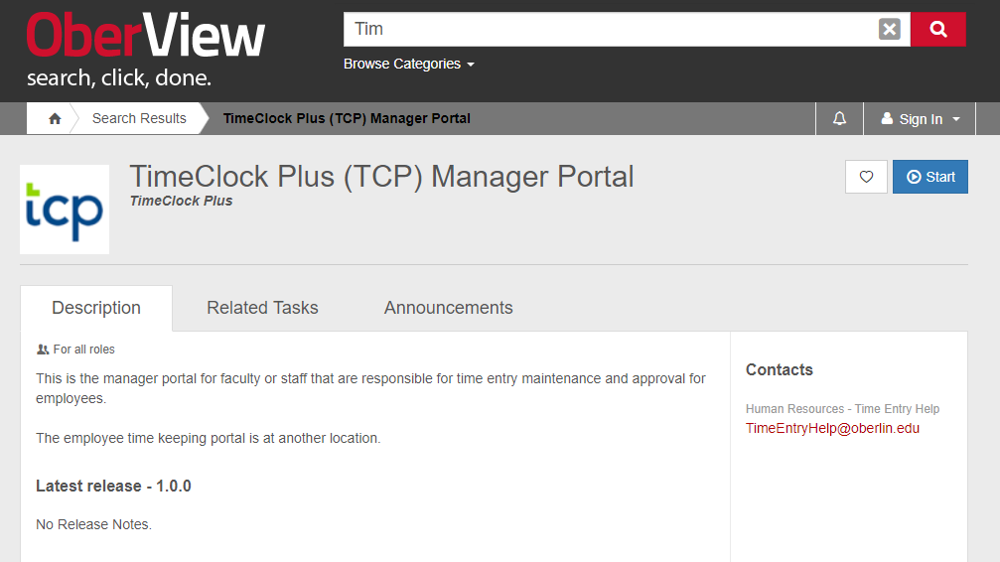 OberView
search, click, done.
Tim
Browse Categories
Search Results
TimeClock Plus (TCP) Manager Portal
Sign In
tcp
TimeClock Plus (TCP) Manager Portal
TimeClock Plus
Start
Description
Related Tasks
Announcements
For all roles
This is the manager portal for faculty or staff that are responsible for time entry maintenance and approval for
employees.
The employee time keeping portal is at another location.
Latest release - 1.0.0
No Release Notes.
Contacts
Human Resources - Time Entry Help
TimeEntryHelp@oberlin.edu